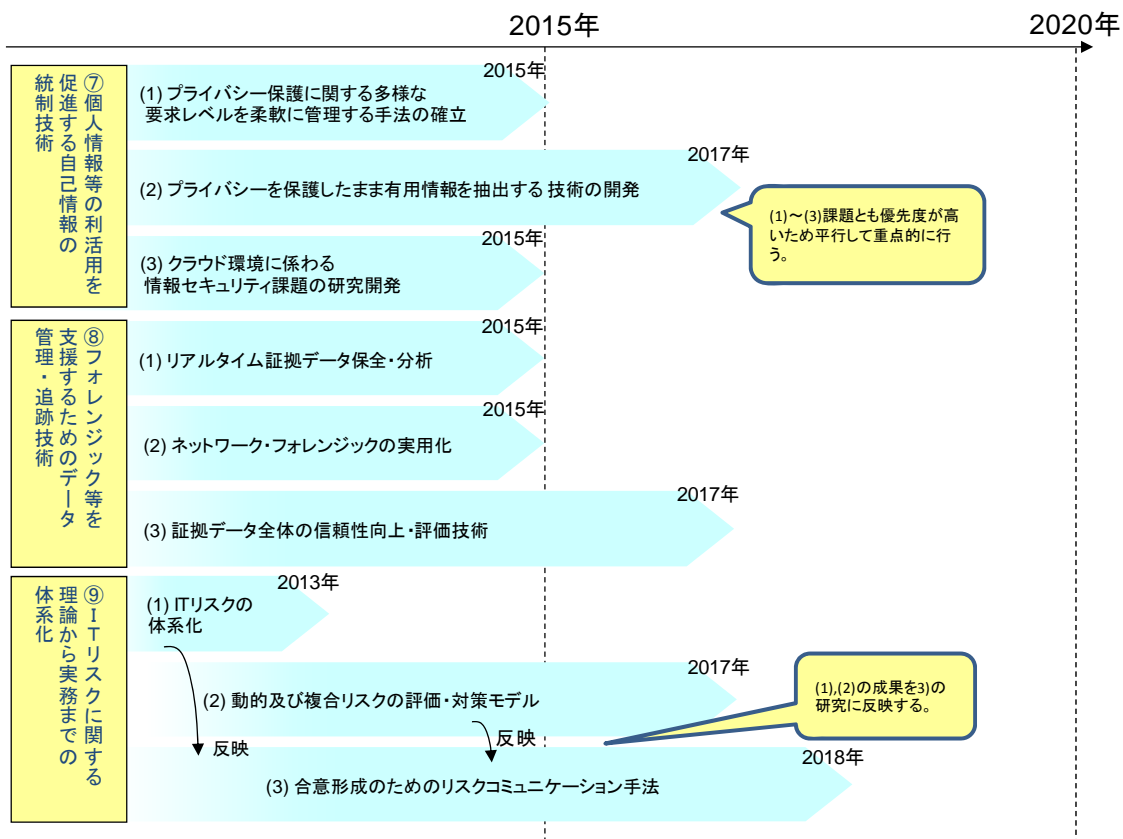 2015年
2020年
⑦個人情報等の利活用を
促進する自己情報の
統制技術
2015年
(1) プライバシー保護に関する多様な
要求レベルを柔軟に管理する手法の確立
2017年
(2) プライバシーを保護したまま有用情報を抽出する 技術の開発
(1)～(3)課題とも優先度が高
いため平行して重点的に行
う。
2015年
(3) クラウド環境に係わる
情報セキュリティ課題の研究開発
⑧フォレンジック等を
支援するためのデータ
管理・追跡技術
2015年
(1) リアルタイム証拠データ保全・分析
2015年
(2) ネットワーク・フォレンジックの実用化
2017年
(3) 証拠データ全体の信頼性向上・評価技術
⑨ＩＴリスクに関する
理論から実務までの
体系化
2013年
(1) ITリスクの
体系化
2017年
(2) 動的及び複合リスクの評価・対策モデル
(1),(2)の成果を3)の
研究に反映する。
反映
反映
2018年
(3) 合意形成のためのリスクコミュニケーション手法